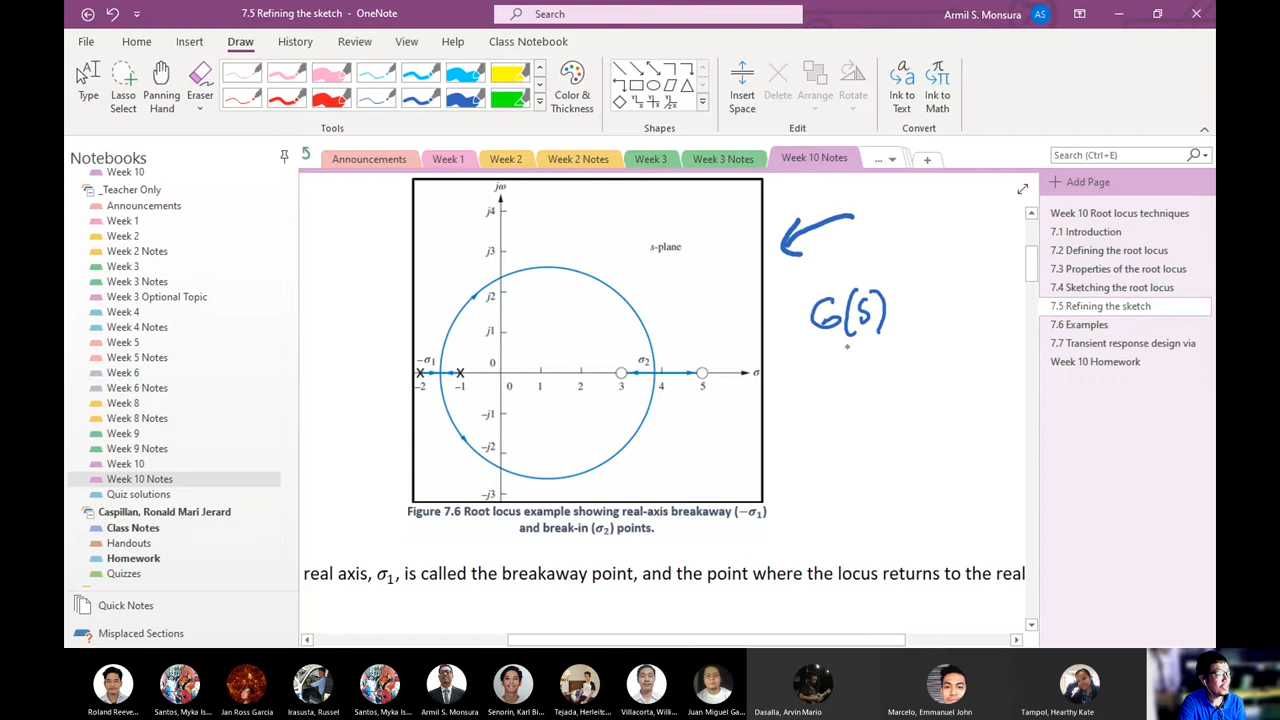 7.5 Refining the sketch - OneNote
Search
Armil S. Monsura
AS
File
Home
Insert
Draw
History
Review
View
Help
Class Notebook
Type
Lasso
Select
Panning
Hand
Eraser
Color &
Thickness
Insert
Space
Delete
Arrange
Rotate
Ink to
Text
Ink to
Math
Tools
Shapes
Edit
Convert
Notebooks
Week 10
_Teacher Only
Announcements
Week 1
Week 2
Week 2 Notes
Week 3
Week 3 Notes
Week 3 Optional Topic
Week 4
Week 4 Notes
Week 5
Week 5 Notes
Week 6
Week 6 Notes
Week 8
Week 8 Notes
Week 9
Week 9 Notes
Week 10
Week 10 Notes
Quiz solutions
Caspillan, Ronald Mari Jerard
Class Notes
Handouts
Homework
Quizzes
Quick Notes
Misplaced Sections
Announcements
Week 1
Week 2
Week 2 Notes
Week 3
Week 3 Notes
Week 10 Notes
...
Search (Ctrl+E)
jω
j4
j3
s-plane
j2
j1
−σ1
0
σ2
σ
−2
−1
0
1
2
3
4
5
−j1
−j2
−j3
G(s)
Figure 7.6 Root locus example showing real-axis breakaway (−σ1)
and break-in (σ2) points.
real axis, σ1, is called the breakaway point, and the point where the locus returns to the real
Add Page
Week 10 Root locus techniques
7.1 Introduction
7.2 Defining the root locus
7.3 Properties of the root locus
7.4 Sketching the root locus
7.5 Refining the sketch
7.6 Examples
7.7 Transient response design via
Week 10 Homework
Roland Reeve...
Santos, Myka Is...
Jan Ross Garcia
Irasusta, Russel
Santos, Myka Is...
Armil S. Monsura
Senorin, Karl Bi...
Tejada, Herleitc...
Villacorta, Willi...
Juan Miguel Ga...
Dasalla, Arvin Mario
Marcelo, Emmanuel John
Tampol, Hearthy Kate